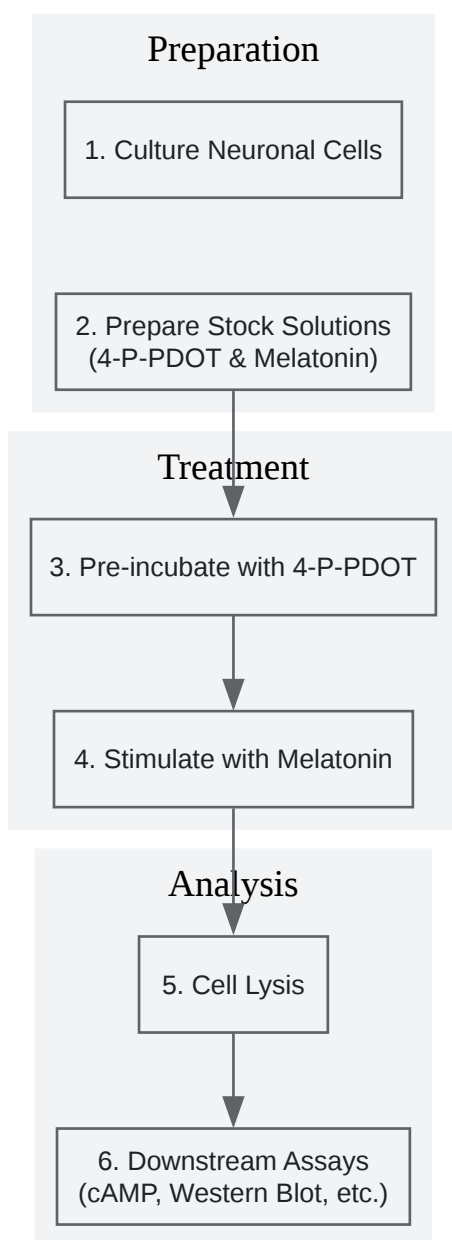 Preparation
1. Culture Neuronal Cells
2. Prepare Stock Solutions
(4-P-PDOT & Melatonin)
Treatment
3. Pre-incubate with 4-P-PDOT
4. Stimulate with Melatonin
Analysis
5. Cell Lysis
6. Downstream Assays
(cAMP, Western Blot, etc.)